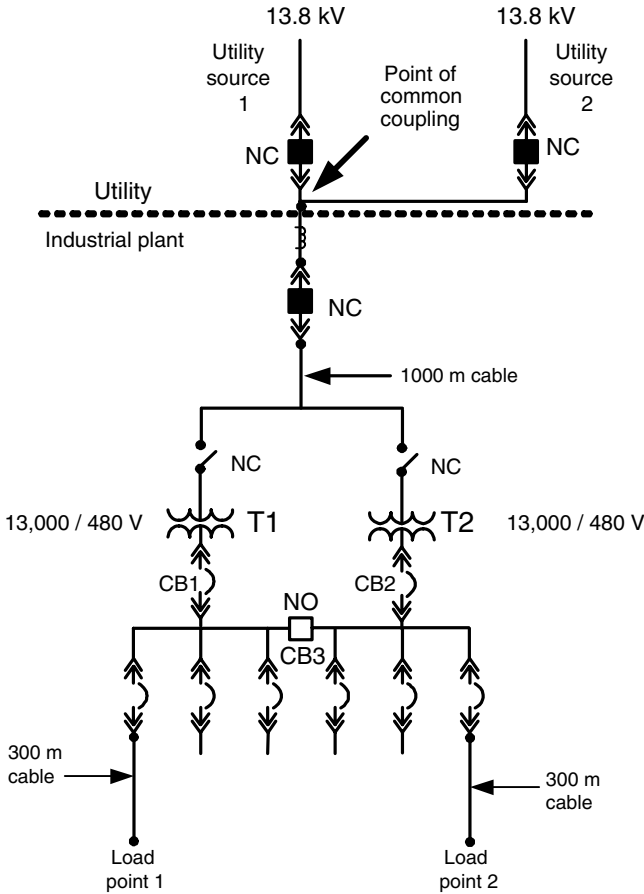 13.8 kV
13.8 kV
Utility
source
1
Point of
common
coupling
Utility
source
2
NC
NC
Utility
Industrial plant
NC
1000 m cable
NC
NC
13,000 / 480 V
T1
T2
13,000 / 480 V
CB1
NO
CB2
CB3
300 m
cable
300 m
cable
Load
point 1
Load
point 2